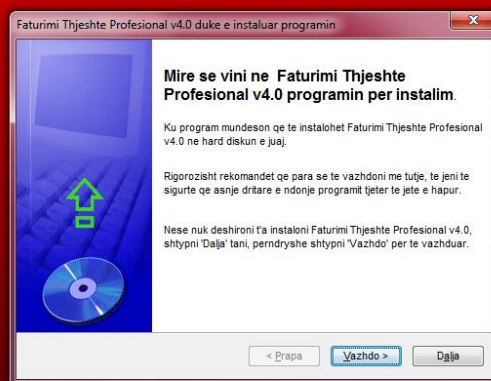 Faturimi Thjeshte Profesional v4.0 duke e instaluar programin
Mire se vini ne Faturimi Thjeshte
Profesional v4.0 programin per instalim.
Ku program mundeson qe te instalohet Faturimi Thjeshte Profesional
v4.0 ne hard diskun e juaj.
Rigorozisht rekomandet qe para se te vazhdoni me tutje, te jeni te
sigurte qe asnje dritare e ndonje programit tjeter te jete e hapur.
Nese nuk deshironi t'a instaloni Faturimi Thjeshte Profesional v4.0,
shtypni 'Dalja' tani, perndryshe shtypni 'Vazhdo' per te vazhduar.
< Prapa
Vazhdo >
Dalja